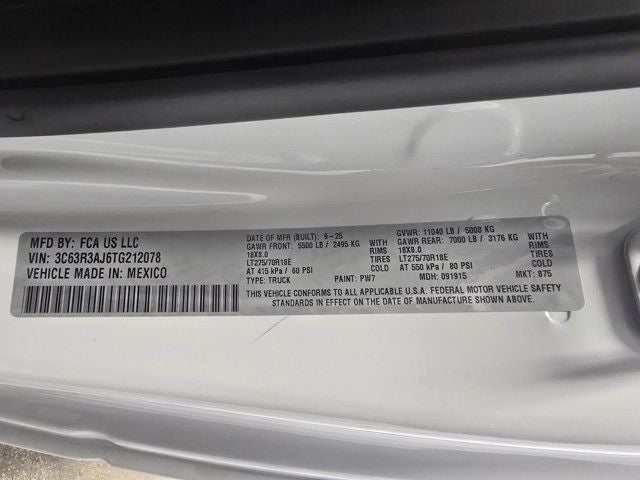 MFD BY: FCA US LLC
VIN: 3C63R3AJ6TG212078
VEHICLE MADE IN: MEXICO
DATE OF MFR (BUILT): 9-25
GAWR FRONT: 5500 LB / 2495 KG WITH
18X8.0 RIMS
LT275/70R18E TIRES
AT 415 kPa / 60 PSI COLD
TYPE: TRUCK PAINT: PW7
GVWR: 11040 LB / 5008 KG
GAWR REAR: 7000 LB / 3176 KG WITH
18X8.0 RIMS
LT275/70R18E TIRES
AT 550 kPa / 80 PSI COLD
MDH: 091915 MKT: 875
THIS VEHICLE CONFORMS TO ALL APPLICABLE U.S.A. FEDERAL MOTOR VEHICLE SAFETY
STANDARDS IN EFFECT ON THE DATE OF MANUFACTURE SHOWN ABOVE.